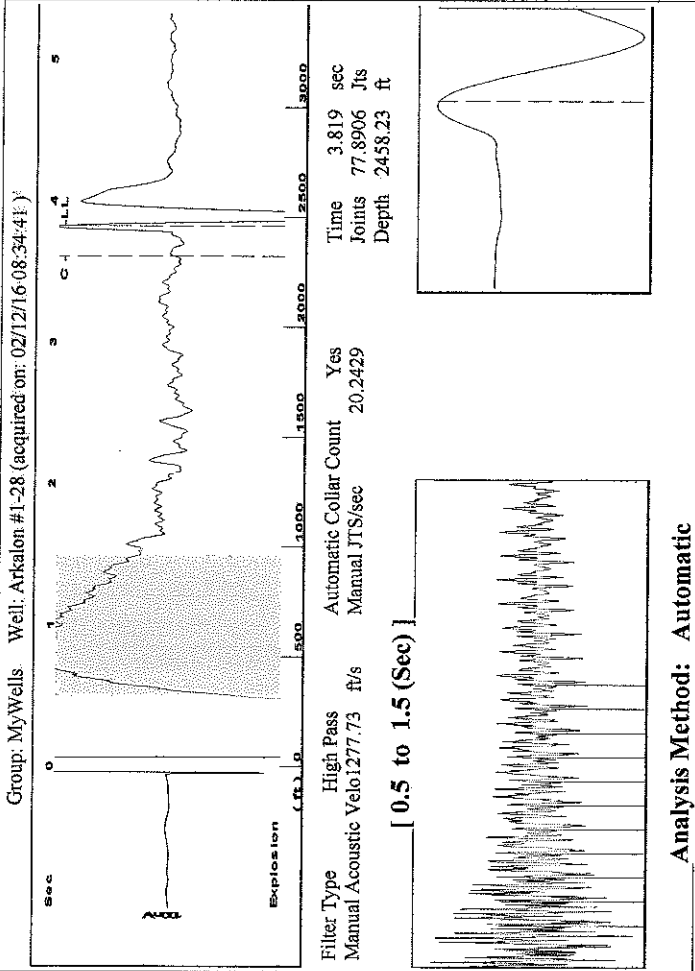 Group: MyWells Well: Arkalon #1-28 (acquired on: 02/12/16 08:34:41 )
Sec 0 1 2 3 4 5
C LL
Explosion
(ft) 0 500 1000 1500 2000 2500 3000
Filter Type High Pass Automatic Collar Count Yes Time 3.819 sec
Manual Acoustic Velo1277.73 ft/s Manual JTS/sec 20.2429 Joints 77.8906 Jts
Depth 2458.23 ft
[ 0.5 to 1.5 (Sec) ]
Analysis Method: Automatic